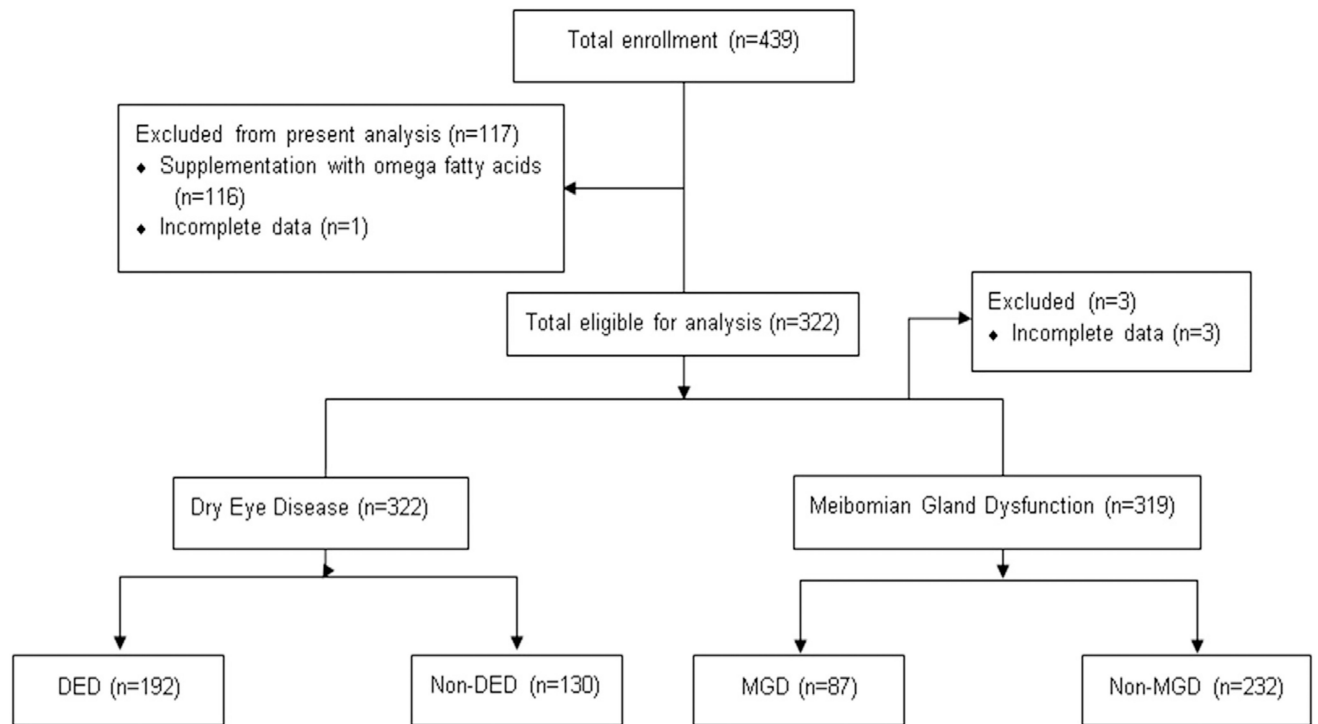 Total enrollment (n=439)
Excluded from present analysis (n=117)
♦ Supplementation with omega fatty acids
(n=116)
♦ Incomplete data (n=1)
Total eligible for analysis (n=322)
Excluded (n=3)
♦ Incomplete data (n=3)
Dry Eye Disease (n=322)
Meibomian Gland Dysfunction (n=319)
DED (n=192)
Non-DED (n=130)
MGD (n=87)
Non-MGD (n=232)